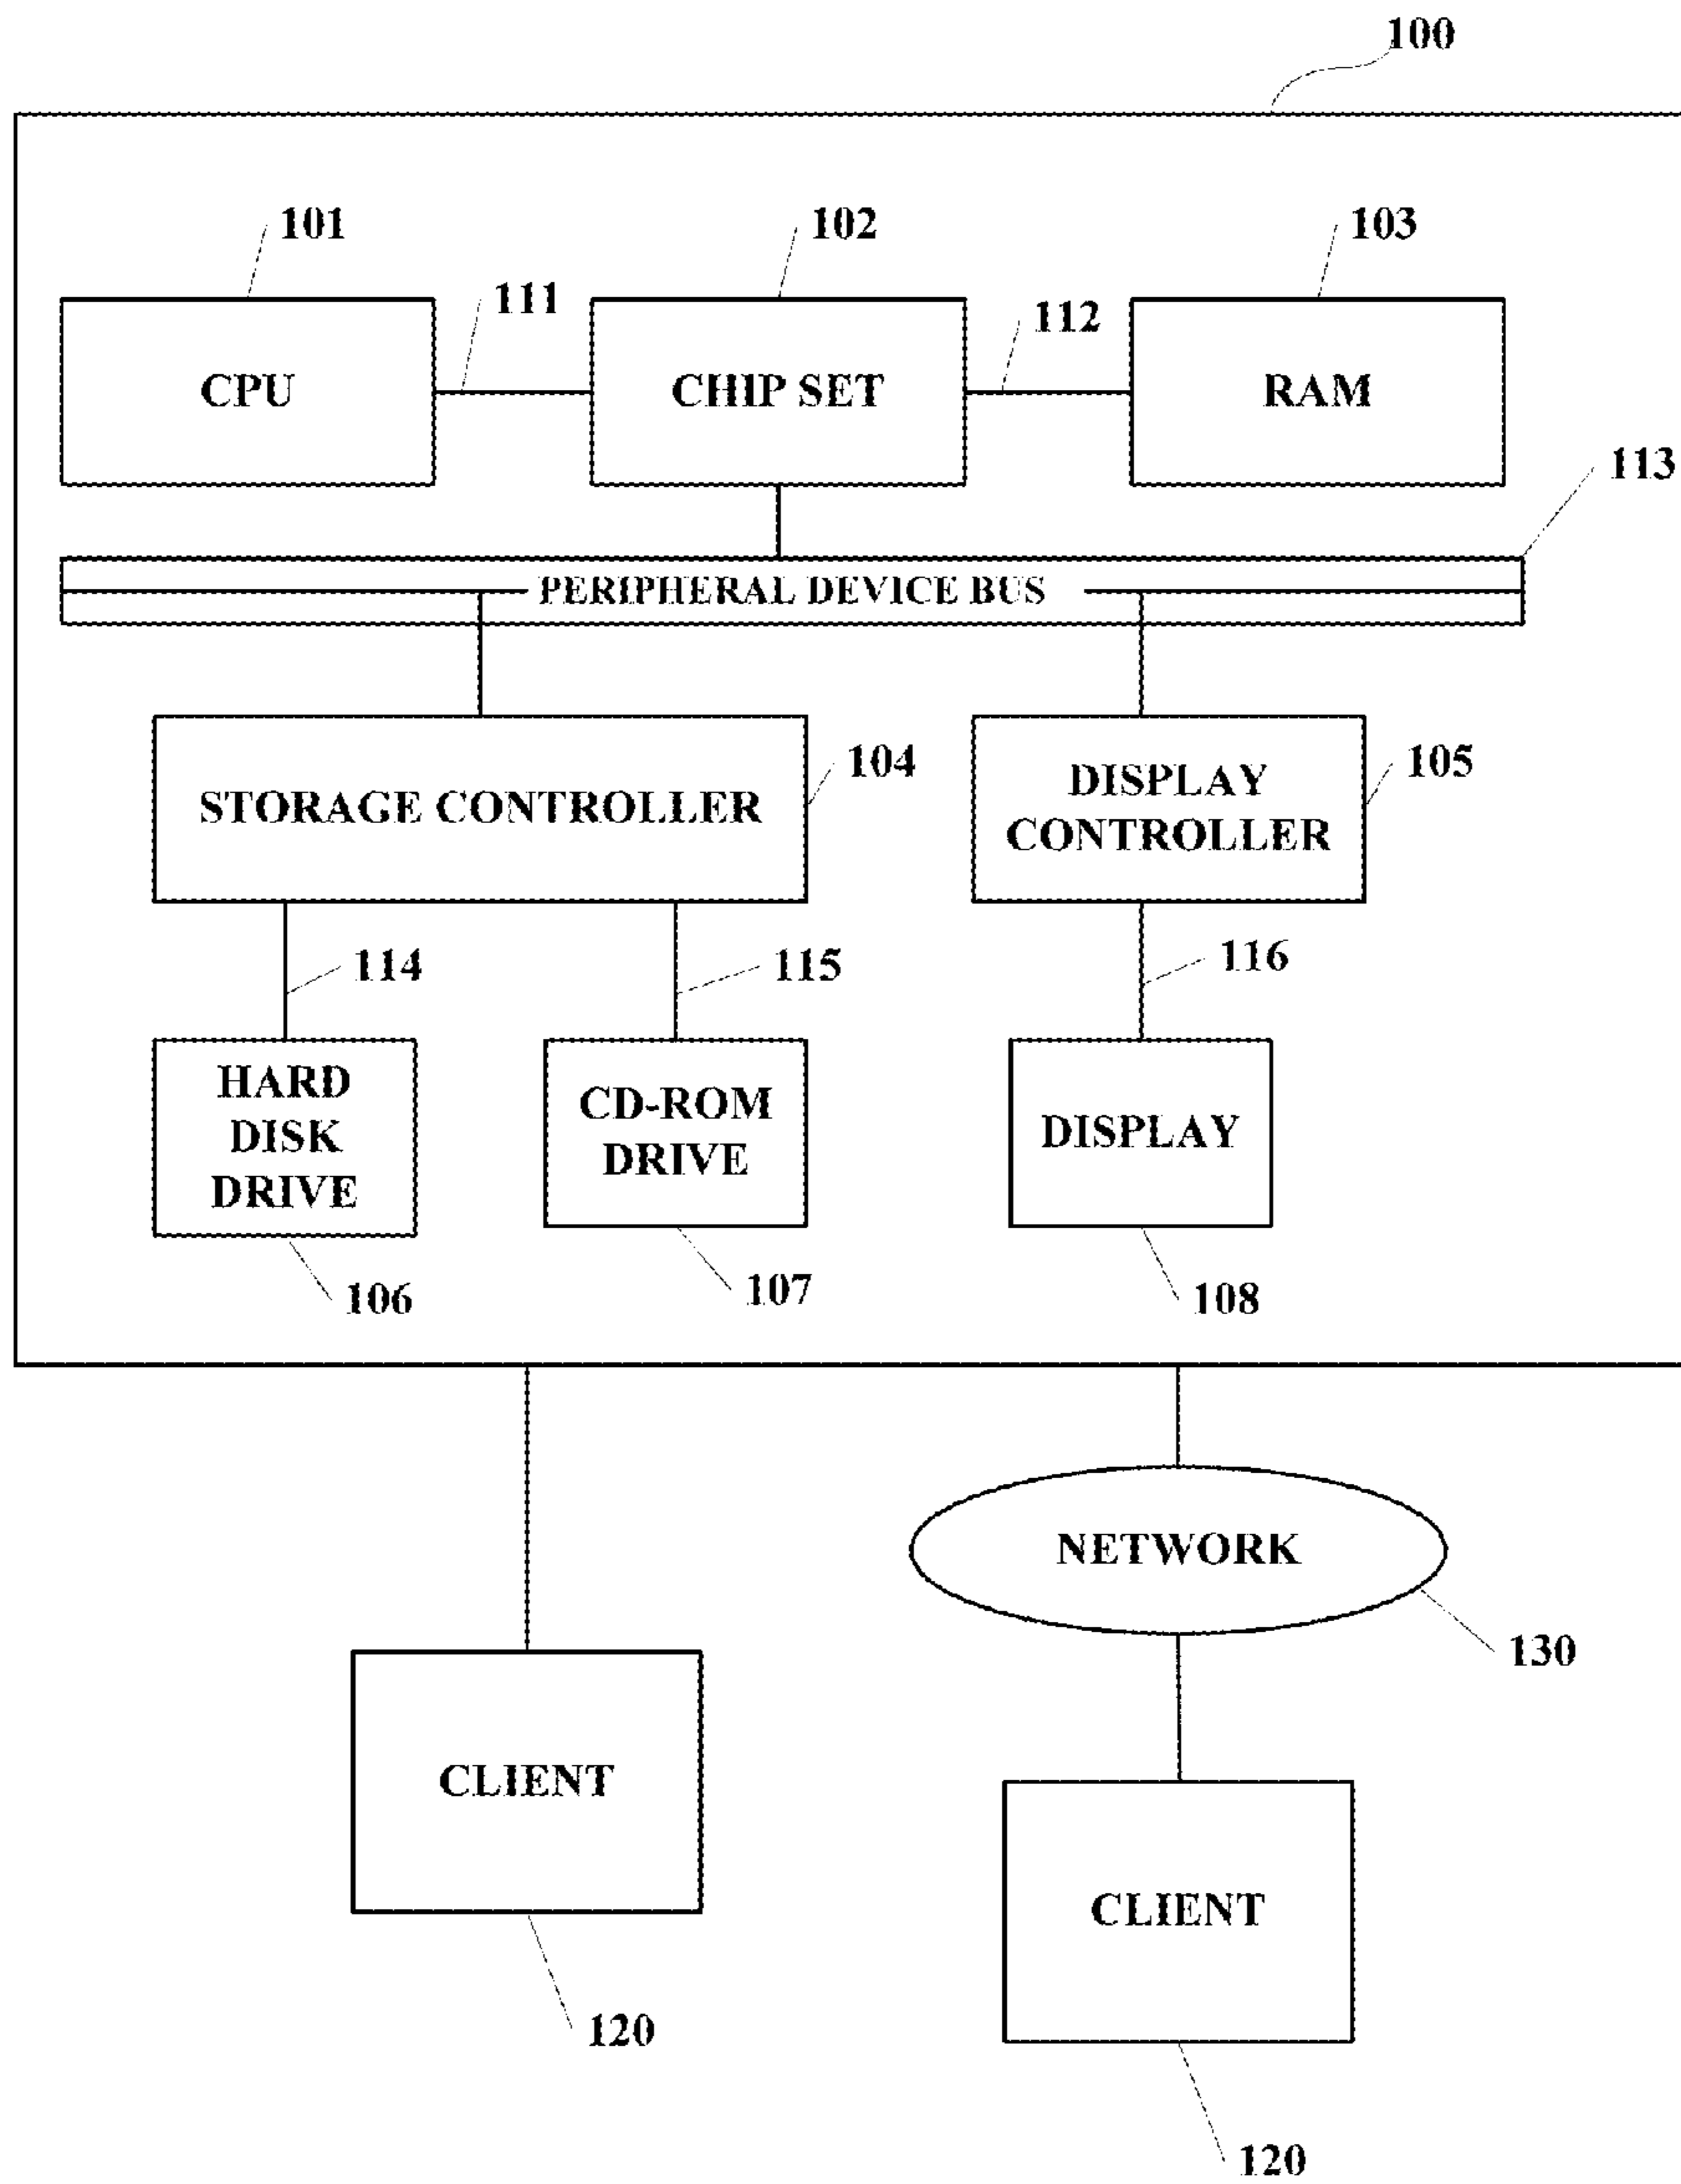 100
101
102
103
111
112
CPU
CHIP SET
RAM
113
PERIPHERAL DEVICE BUS
104
105
STORAGE CONTROLLER
DISPLAY
CONTROLLER
114
115
116
HARD
DISK
DRIVE
CD-ROM
DRIVE
DISPLAY
106
107
108
NETWORK
130
CLIENT
CLIENT
120
120